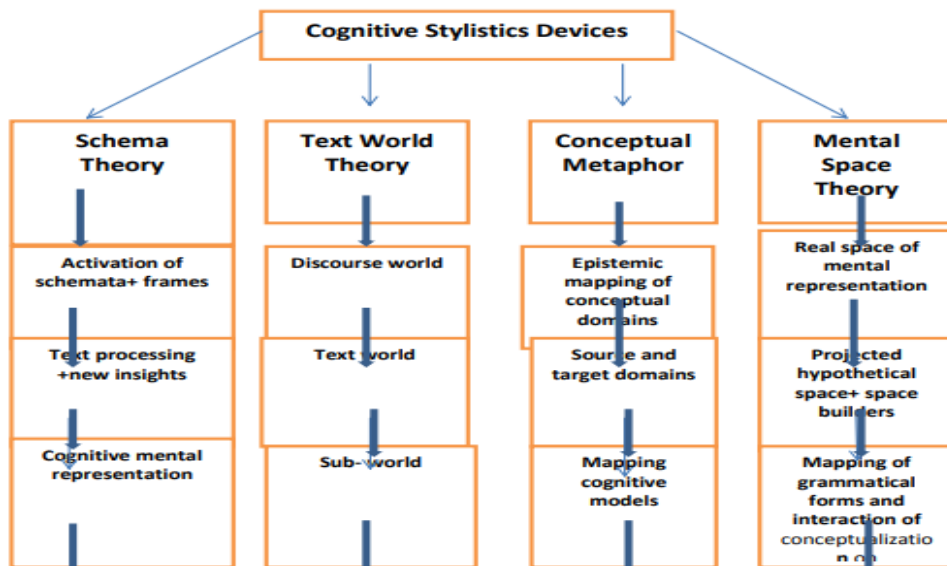 Cognitive Stylistics Devices
Schema
Theory
Text World
Theory
Conceptual
Metaphor
Mental
Space
Theory
Activation of
schemata+ frames
Discourse world
Epistemic
mapping of
conceptual
domains
Real space of
mental
representation
Text processing
+new insights
Text world
Source and
target domains
Projected
hypothetical
space+ space
builders
Cognitive mental
representation
Sub- world
Mapping
cognitive
models
Mapping of
grammatical
forms and
interaction of
conceptualizatio
n on